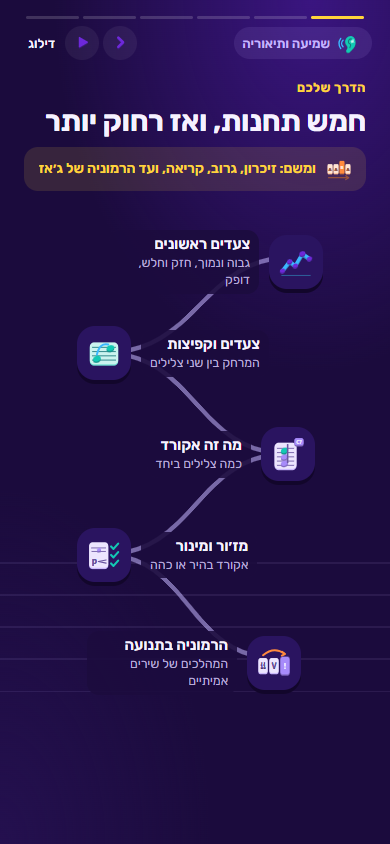 שמיעה ותיאוריה
דילוג
הדרך שלכם
חמש תחנות, ואז רחוק יותר
ומשם: זיכרון, גרוב, קריאה, ועד הרמוניה של ג׳אז
צעדים ראשונים
גבוה ונמוך, חזק וחלש,
דופק
צעדים וקפיצות
המרחק בין שני צלילים
מה זה אקורד
כמה צלילים ביחד
מז׳ור ומינור
אקורד בהיר או כהה
הרמוניה בתנועה
המהלכים של שירים
אמיתיים